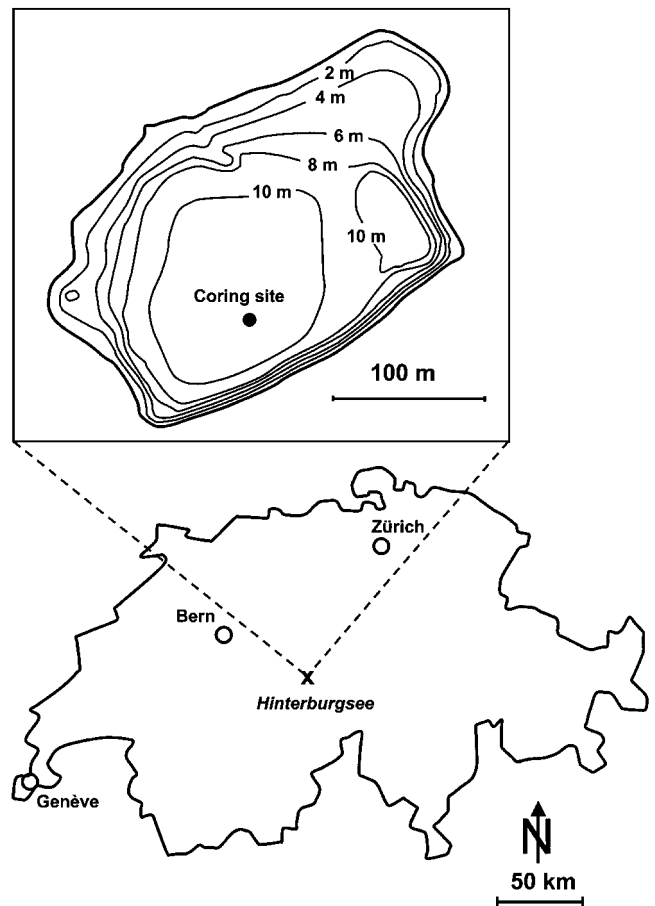 2 m
4 m
6 m
8 m
10 m
10 m
Coring site
100 m
Zürich
Bern
x
Hinterburgsee
Genève
N
50 km